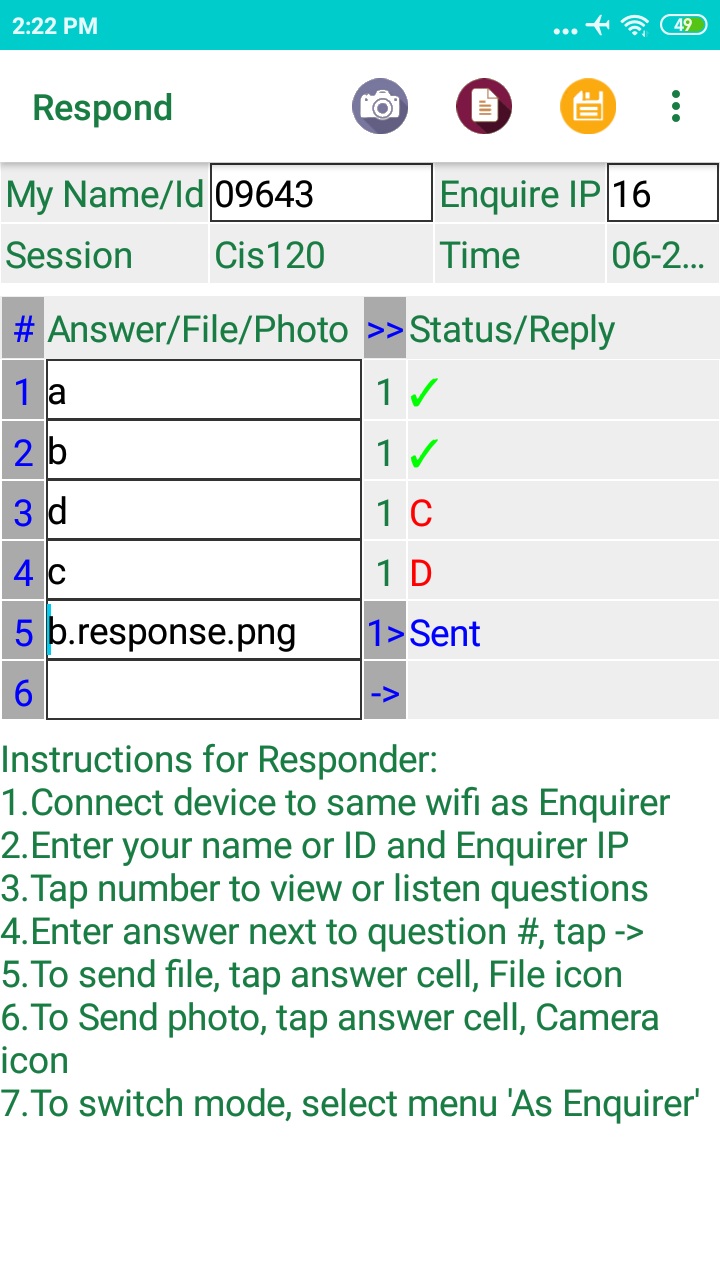 2:22 PM
49
Respond
My Name/Id 09643 Enquire IP 16
Session Cis120 Time 06-2...
# Answer/File/Photo >> Status/Reply
1 a 1 ✓
2 b 1 ✓
3 d 1 C
4 c 1 D
5 b.response.png 1> Sent
6 ->
Instructions for Responder:
1.Connect device to same wifi as Enquirer
2.Enter your name or ID and Enquirer IP
3.Tap number to view or listen questions
4.Enter answer next to question #, tap ->
5.To send file, tap answer cell, File icon
6.To Send photo, tap answer cell, Camera
icon
7.To switch mode, select menu 'As Enquirer'